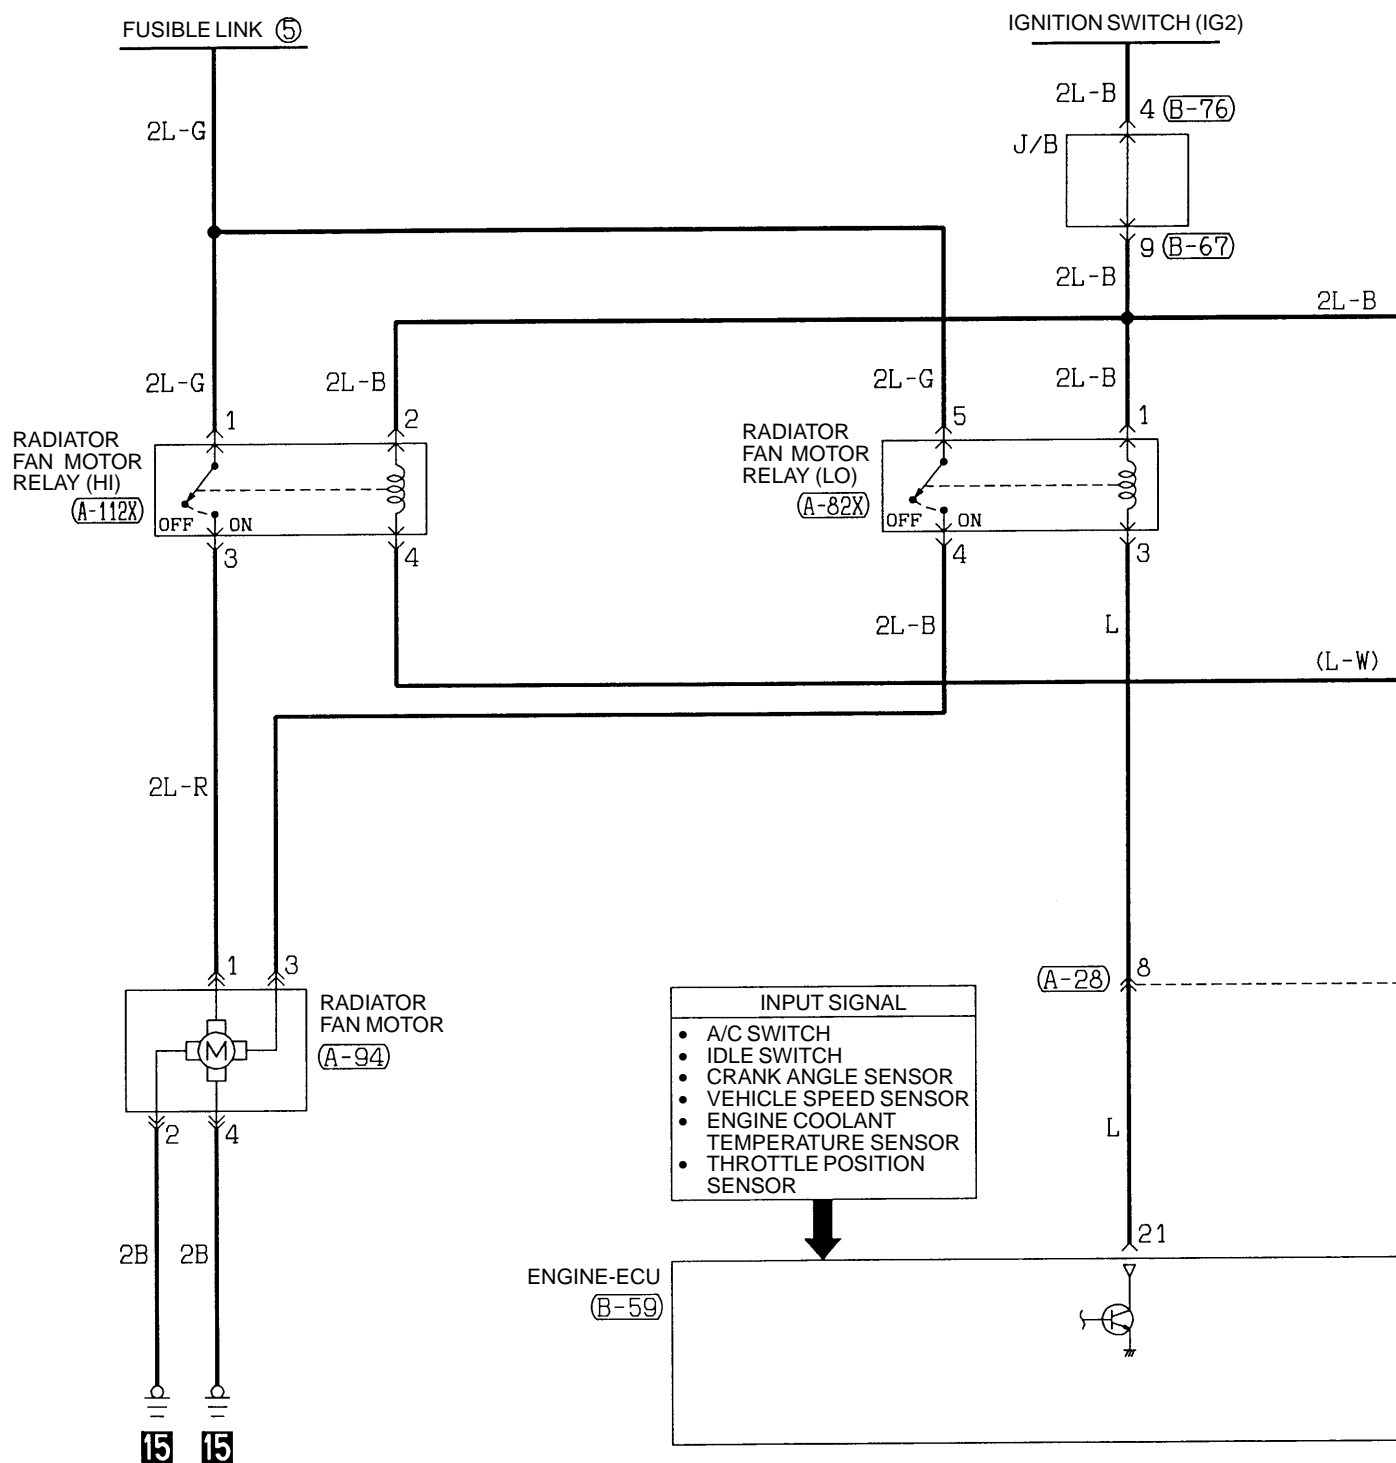 FUSIBLE LINK ⑤
IGNITION SWITCH (IG2)
2L-B
4 B-76
2L-G
J/B
9 B-67
2L-B
2L-B
2L-G
2L-B
2L-G
2L-B
1
2
5
1
RADIATOR
FAN MOTOR
RELAY (HI)
A-112X
OFF
ON
RADIATOR
FAN MOTOR
RELAY (LO)
A-82X
OFF
ON
3
4
4
3
2L-B
L
(L-W)
2L-R
1
3
A-28
8
RADIATOR
FAN MOTOR
A-94
M
INPUT SIGNAL
• A/C SWITCH
• IDLE SWITCH
• CRANK ANGLE SENSOR
• VEHICLE SPEED SENSOR
• ENGINE COOLANT
TEMPERATURE SENSOR
• THROTTLE POSITION
SENSOR
2
4
L
21
2B
2B
ENGINE-ECU
B-59
15
15